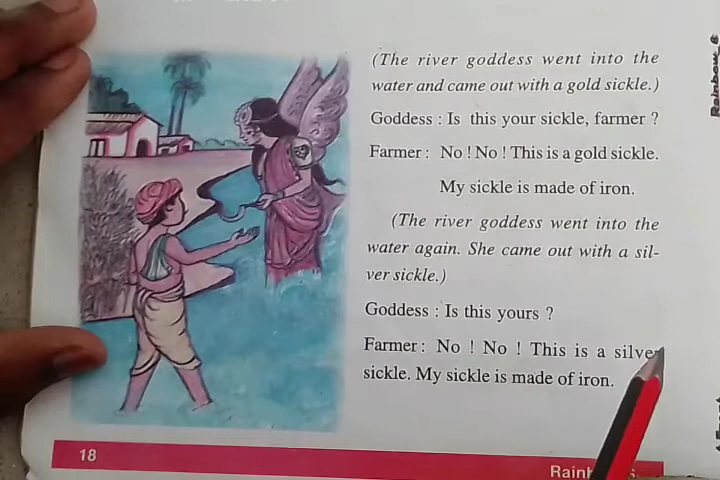 (The river goddess went into the
water and came out with a gold sickle.)
Goddess : Is this your sickle, farmer ?
Farmer : No ! No ! This is a gold sickle.
My sickle is made of iron.
(The river goddess went into the
water again. She came out with a sil-
ver sickle.)
Goddess : Is this yours ?
Farmer : No ! No ! This is a silver
sickle. My sickle is made of iron.
18
Rainbow